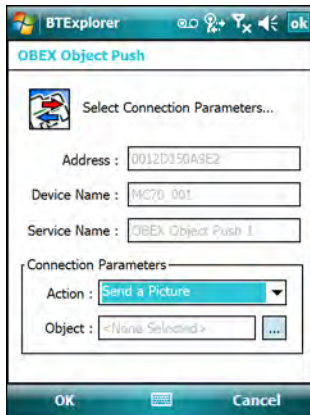 BTExplorer ok
OBEX Object Push
Select Connection Parameters...
Address : 0012D350A9E2
Device Name : MC70_001
Service Name : OBEX Object Push 1
Connection Parameters
Action : Send a Picture
Object : <None Selected> ...
OK Cancel